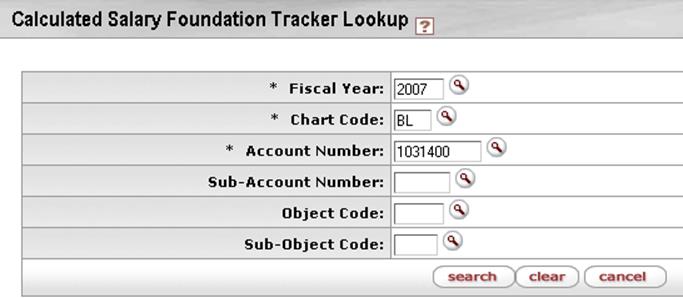 Calculated Salary Foundation Tracker Lookup ?
* Fiscal Year: 2007
* Chart Code: BL
* Account Number: 1031400
Sub-Account Number:
Object Code:
Sub-Object Code:
search clear cancel